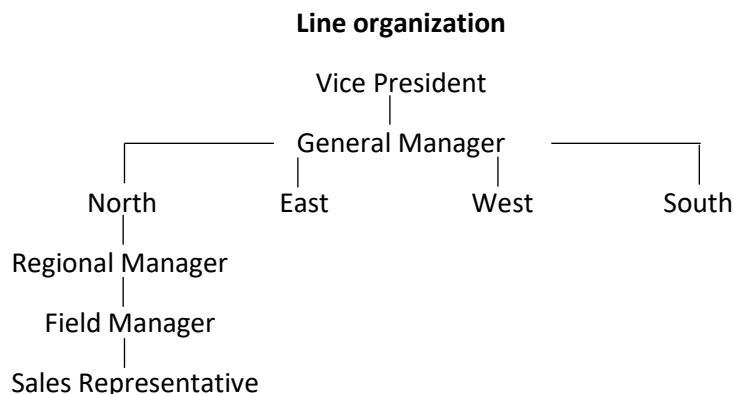 Line organization
Vice President
General Manager
North East West South
Regional Manager
Field Manager
Sales Representative